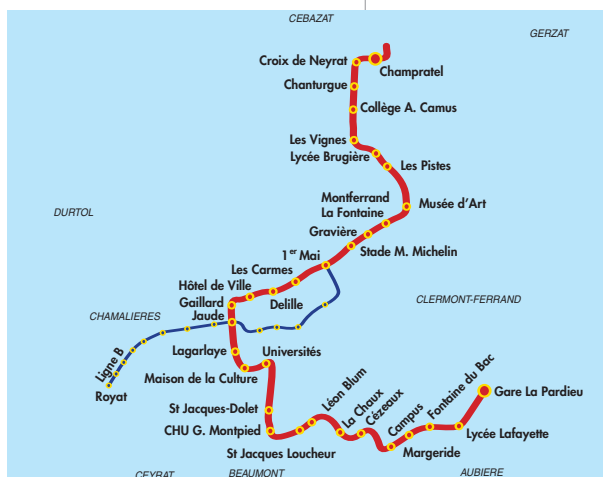 CEBAZAT
GERZAT
Croix de Neyrat
Champratel
Chanturgue
Collège A. Camus
Les Vignes
Lycée Brugière
Les Pistes
Montferrand
La Fontaine
Musée d'Art
DURTOL
Gravière
1er Mai
Stade M. Michelin
Les Carmes
Hôtel de Ville
Delille
CLERMONT-FERRAND
Gaillard
CHAMALIERES
Jaude
Ligne B
Royat
Lagarlaye
Universités
Maison de la Culture
St Jacques-Dolet
CHU G. Montpied
St Jacques Loucheur
Léon Blum
La Chaux
Cézeaux
Campus
Margeride
Fontaine du Bac
Gare La Pardieu
Lycée Lafayette
CEYRAT
BEAUMONT
AUBIERE